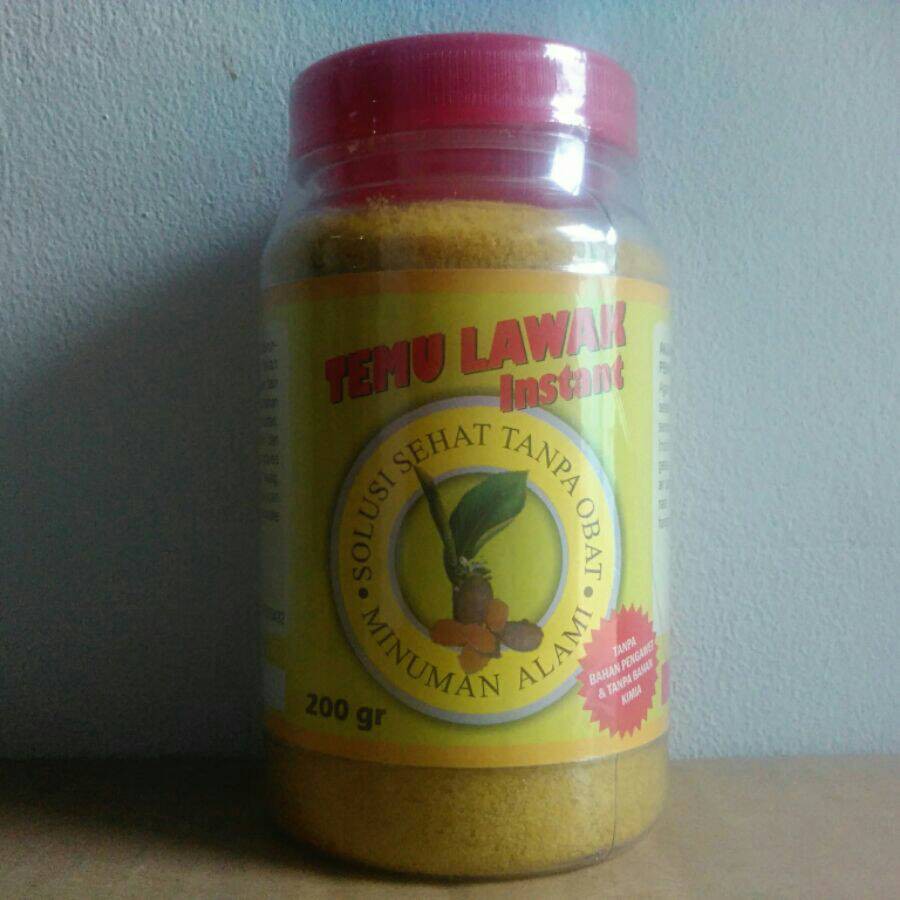 TEMU LAWAK
Instant
SOLUSI SEHAT TANPA OBAT
• MINUMAN ALAMI •
200 gr
TANPA
BAHAN PENGAWET
& TANPA BAHAN
KIMIA